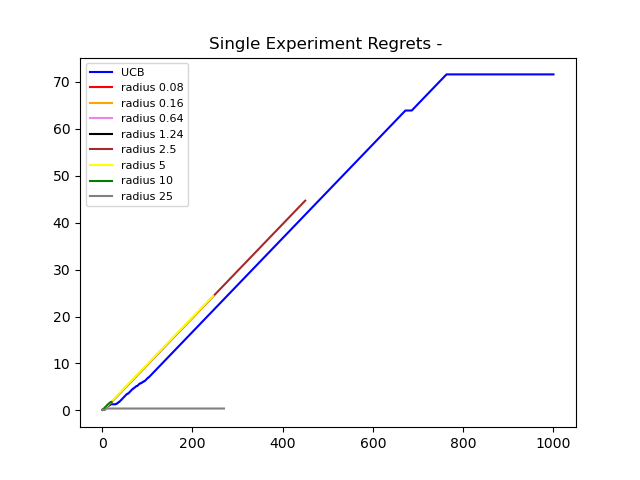 Single Experiment Regrets -
UCB
radius 0.08
radius 0.16
radius 0.64
radius 1.24
radius 2.5
radius 5
radius 10
radius 25
70
60
50
40
30
20
10
0
0 200 400 600 800 1000